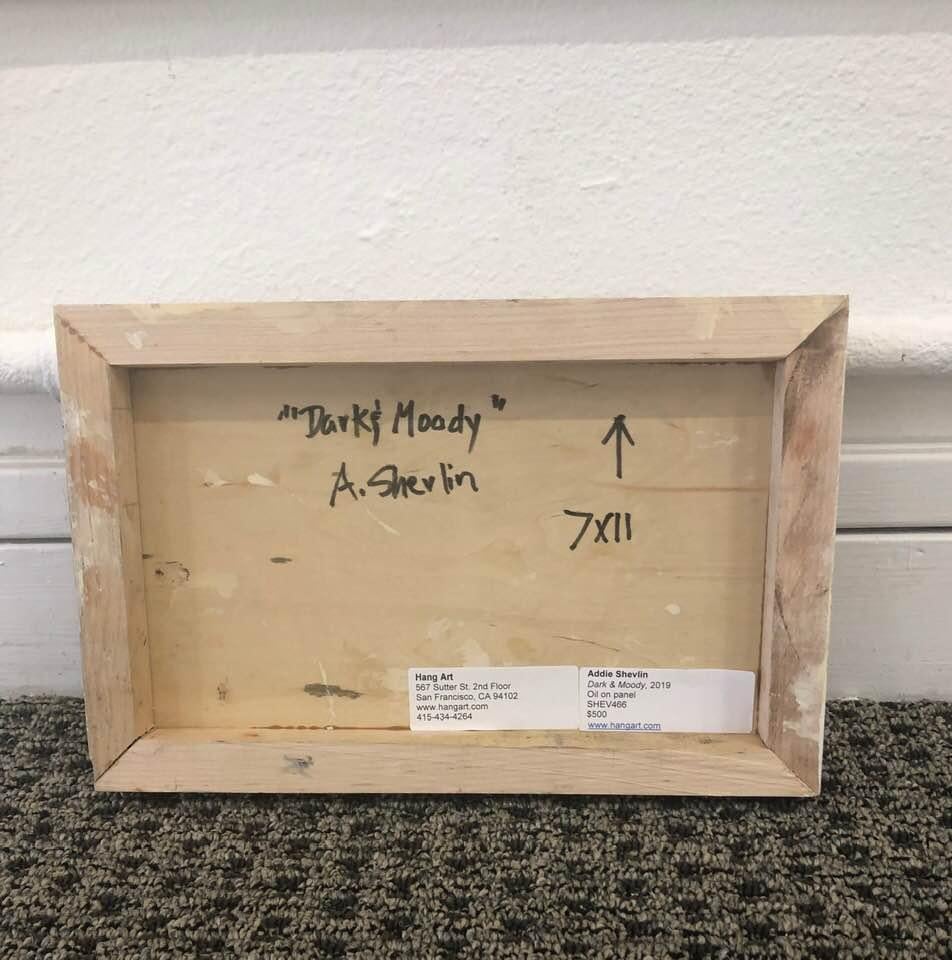 "Dark & Moody"
A. Shevlin
7x11
Hang Art
567 Sutter St. 2nd Floor
San Francisco, CA 94102
www.hangart.com
415-434-4264
Addie Shevlin
Dark & Moody, 2019
Oil on panel
SHEV466
$500
www.hangart.com